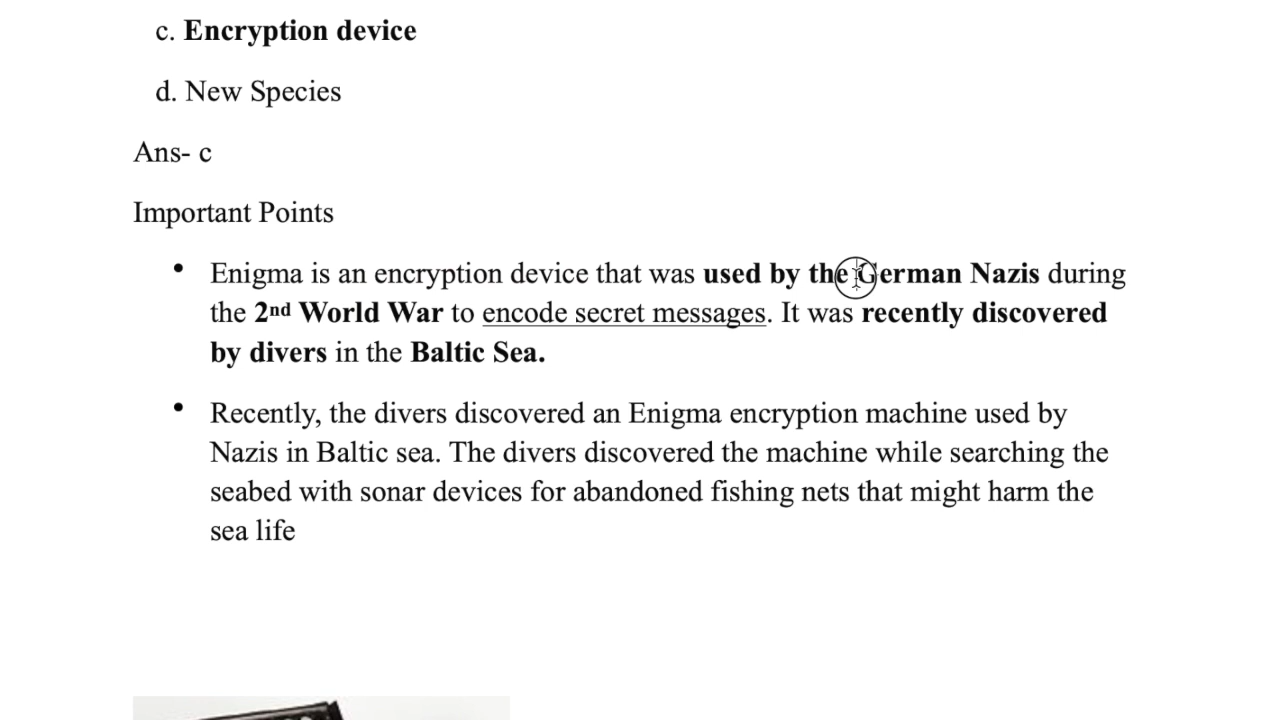 c. Encryption device
d. New Species
Ans- c
Important Points
• Enigma is an encryption device that was used by the German Nazis during
the 2nd World War to encode secret messages. It was recently discovered
by divers in the Baltic Sea.
• Recently, the divers discovered an Enigma encryption machine used by
Nazis in Baltic sea. The divers discovered the machine while searching the
seabed with sonar devices for abandoned fishing nets that might harm the
sea life